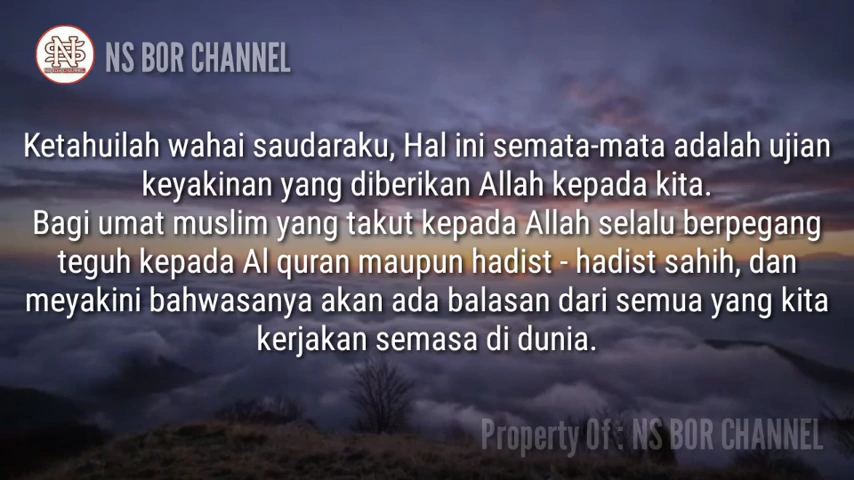 NS BOR CHANNEL
Ketahuilah wahai saudaraku, Hal ini semata-mata adalah ujian
keyakinan yang diberikan Allah kepada kita.
Bagi umat muslim yang takut kepada Allah selalu berpegang
teguh kepada Al quran maupun hadist - hadist sahih, dan
meyakini bahwasanya akan ada balasan dari semua yang kita
kerjakan semasa di dunia.
Property Of : NS BOR CHANNEL